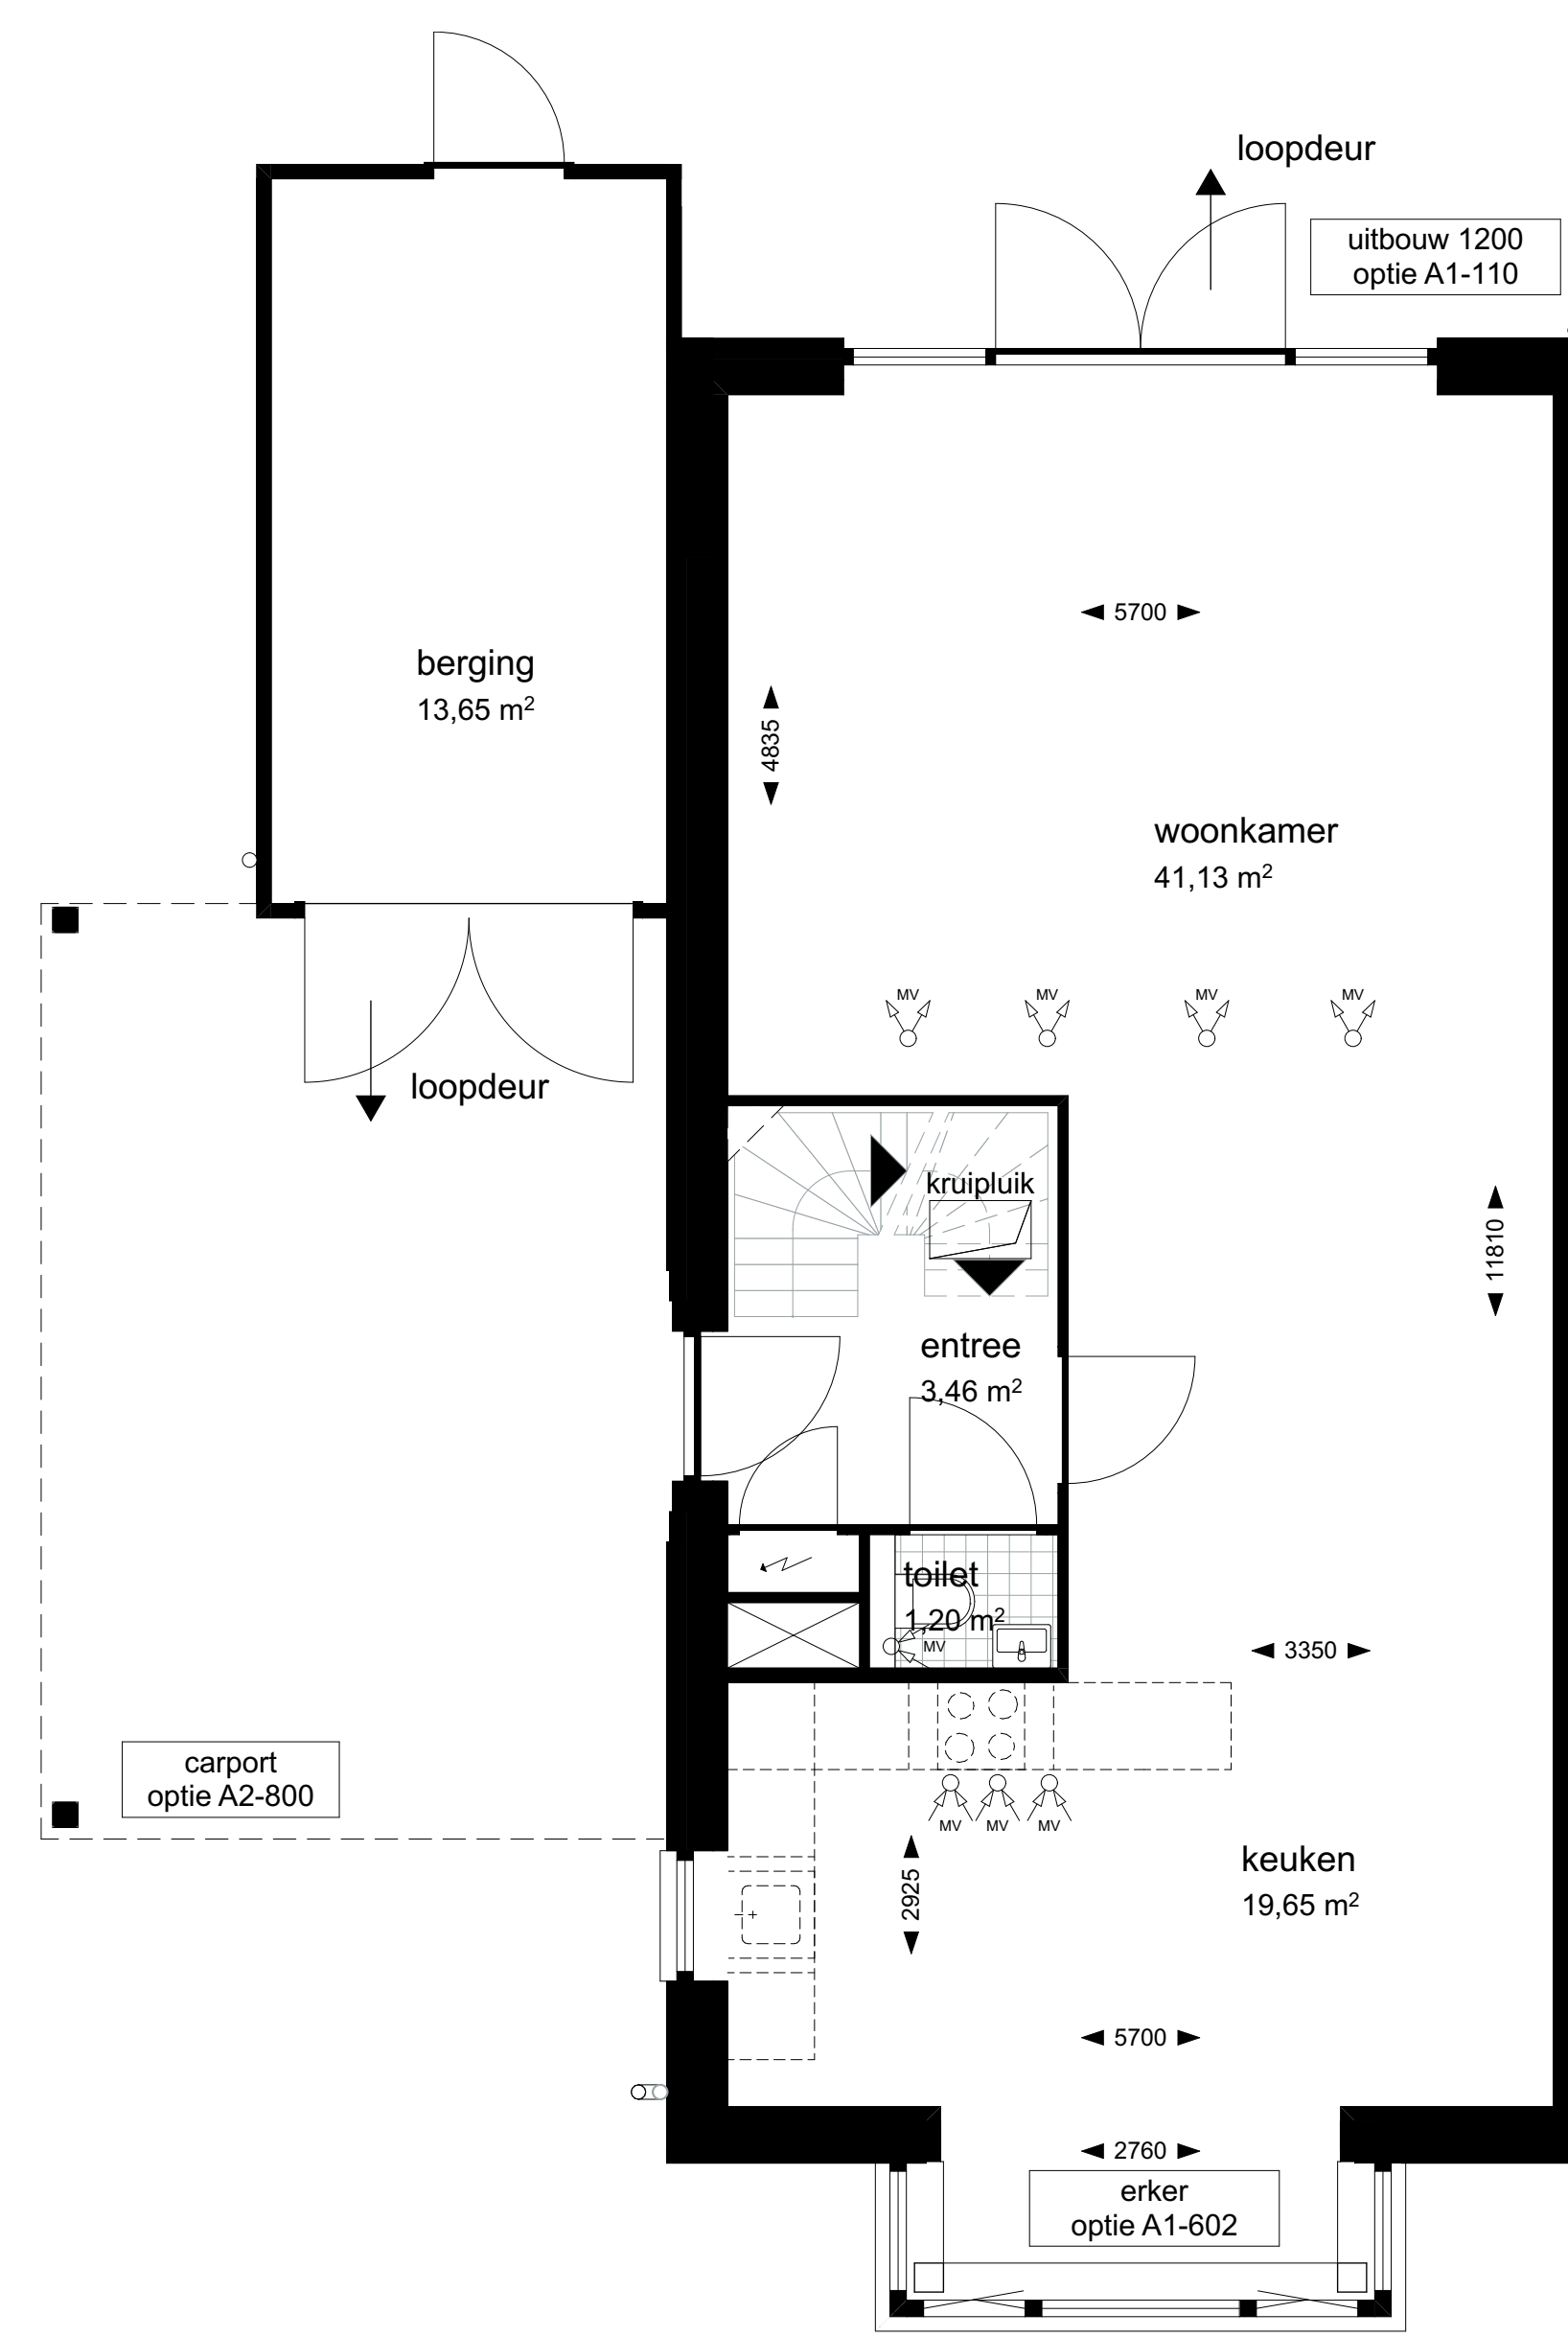 loopdeur
uitbouw 1200
optie A1-110
5700
berging
13,65 m²
4835
woonkamer
41,13 m²
MV
MV
MV
MV
loopdeur
kruipluik
11810
entree
3,46 m²
toilet
1,20 m²
MV
3350
carport
optie A2-800
MV
MV
MV
keuken
19,65 m²
2925
5700
2760
erker
optie A1-602